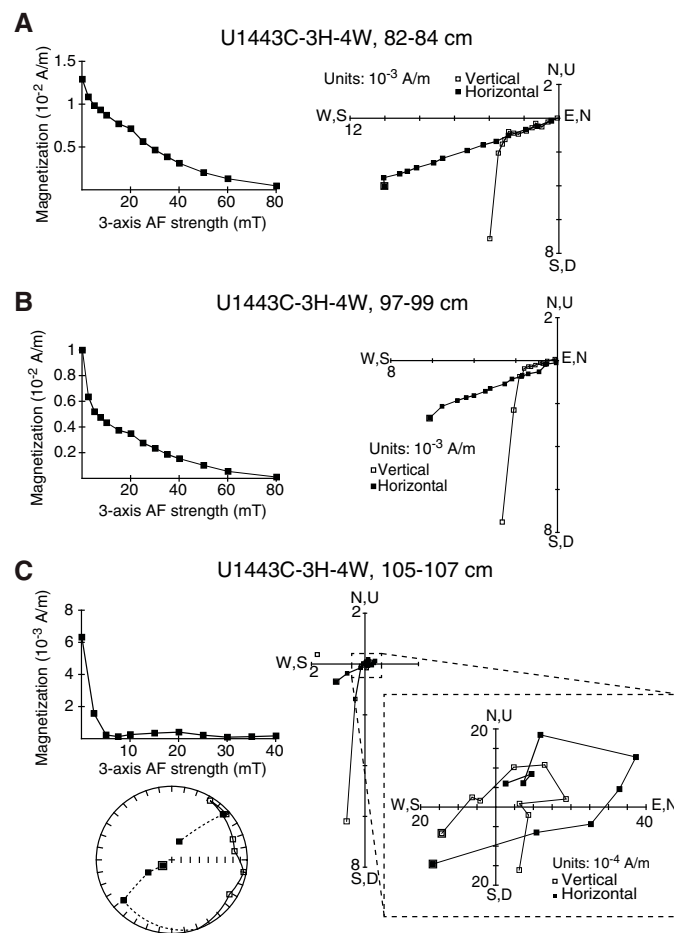 A
U1443C-3H-4W, 82-84 cm
Magnetization (10-2 A/m)
1.5
1
0.5
20 40 60 80
3-axis AF strength (mT)
Units: 10-3 A/m
Vertical
Horizontal
N,U
2
W,S
12
E,N
8
S,D
B
U1443C-3H-4W, 97-99 cm
Magnetization (10-2 A/m)
1
0.8
0.6
0.4
0.2
20 40 60 80
3-axis AF strength (mT)
N,U
2
W,S
8
E,N
Units: 10-3 A/m
Vertical
Horizontal
8
S,D
C
U1443C-3H-4W, 105-107 cm
Magnetization (10-3 A/m)
8
6
4
2
10 20 30 40
3-axis AF strength (mT)
N,U
2
W,S
2
8
S,D
N,U
20
W,S
20
E,N
40
Units: 10-4 A/m
Vertical
Horizontal
20
S,D